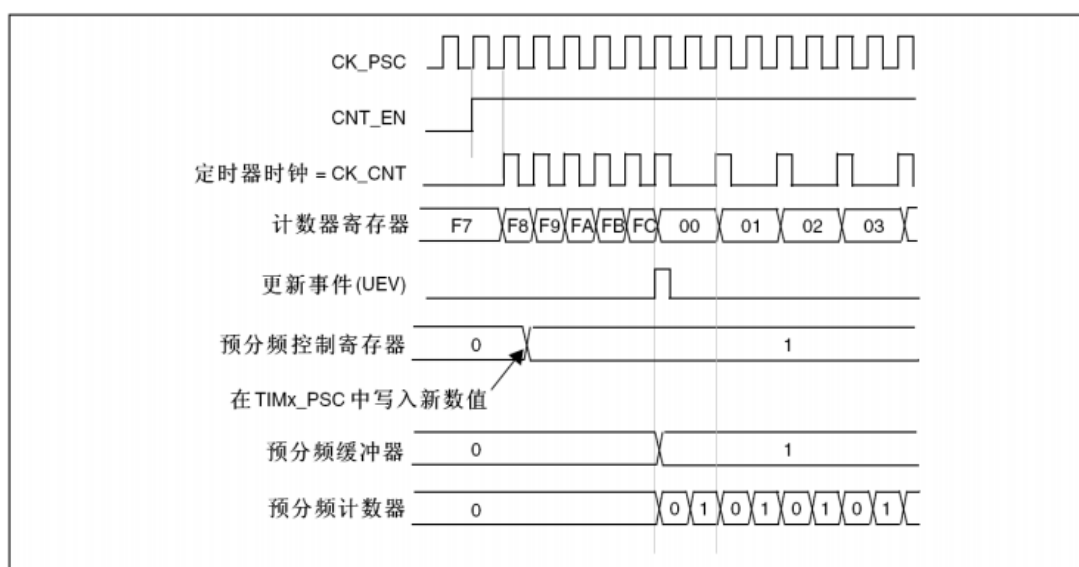 CK_PSC
CNT_EN
定时器时钟 = CK_CNT
计数器寄存器 F7 F8 F9 FA FB FC 00 01 02 03
更新事件(UEV)
预分频控制寄存器 0 1
在TIMx_PSC 中写入新数值
预分频缓冲器 0 1
预分频计数器 0 0 1 0 1 0 1 0 1